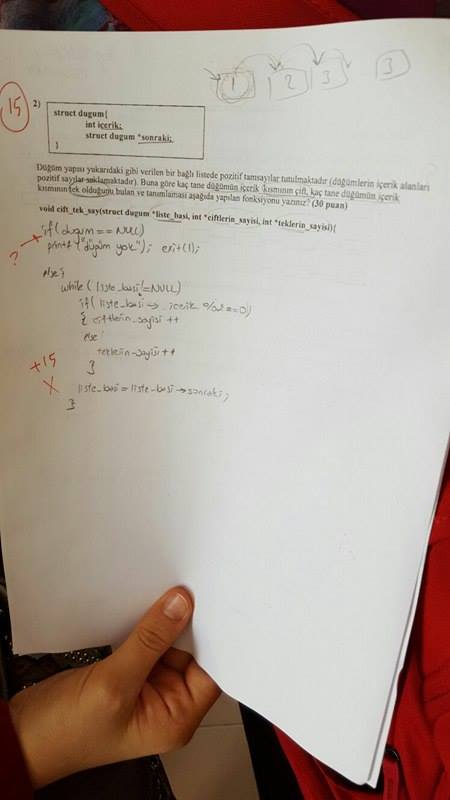 1 2 3 3
15
2)
struct dugum{
int içerik;
struct dugum *sonraki;
}
Düğüm yapısı yukarıdaki gibi verilen bir bağlı listede pozitif tamsayılar tutulmaktadır (düğümlerin içerik alanları
pozitif sayılar saklamaktadır). Buna göre kaç tane düğümün içerik kısmının çift, kaç tane düğümün içerik
kısmının tek olduğunu bulan ve tanımlaması aşağıda yapılan fonksiyonu yazınız? (30 puan)
void cift_tek_say(struct dugum *liste_basi, int *ciftlerin_sayisi, int *teklerin_sayisi){
if(dugum == NULL)
? printf ("düğüm yok"); exit(1);
else{
while (liste_basi!=NULL)
if( liste_basi → icerik %2==0)
{ ciftlerin_sayisi ++
else
teklerin_sayisi++
}
+15
X liste_basi = liste_basi → sonraki;
}